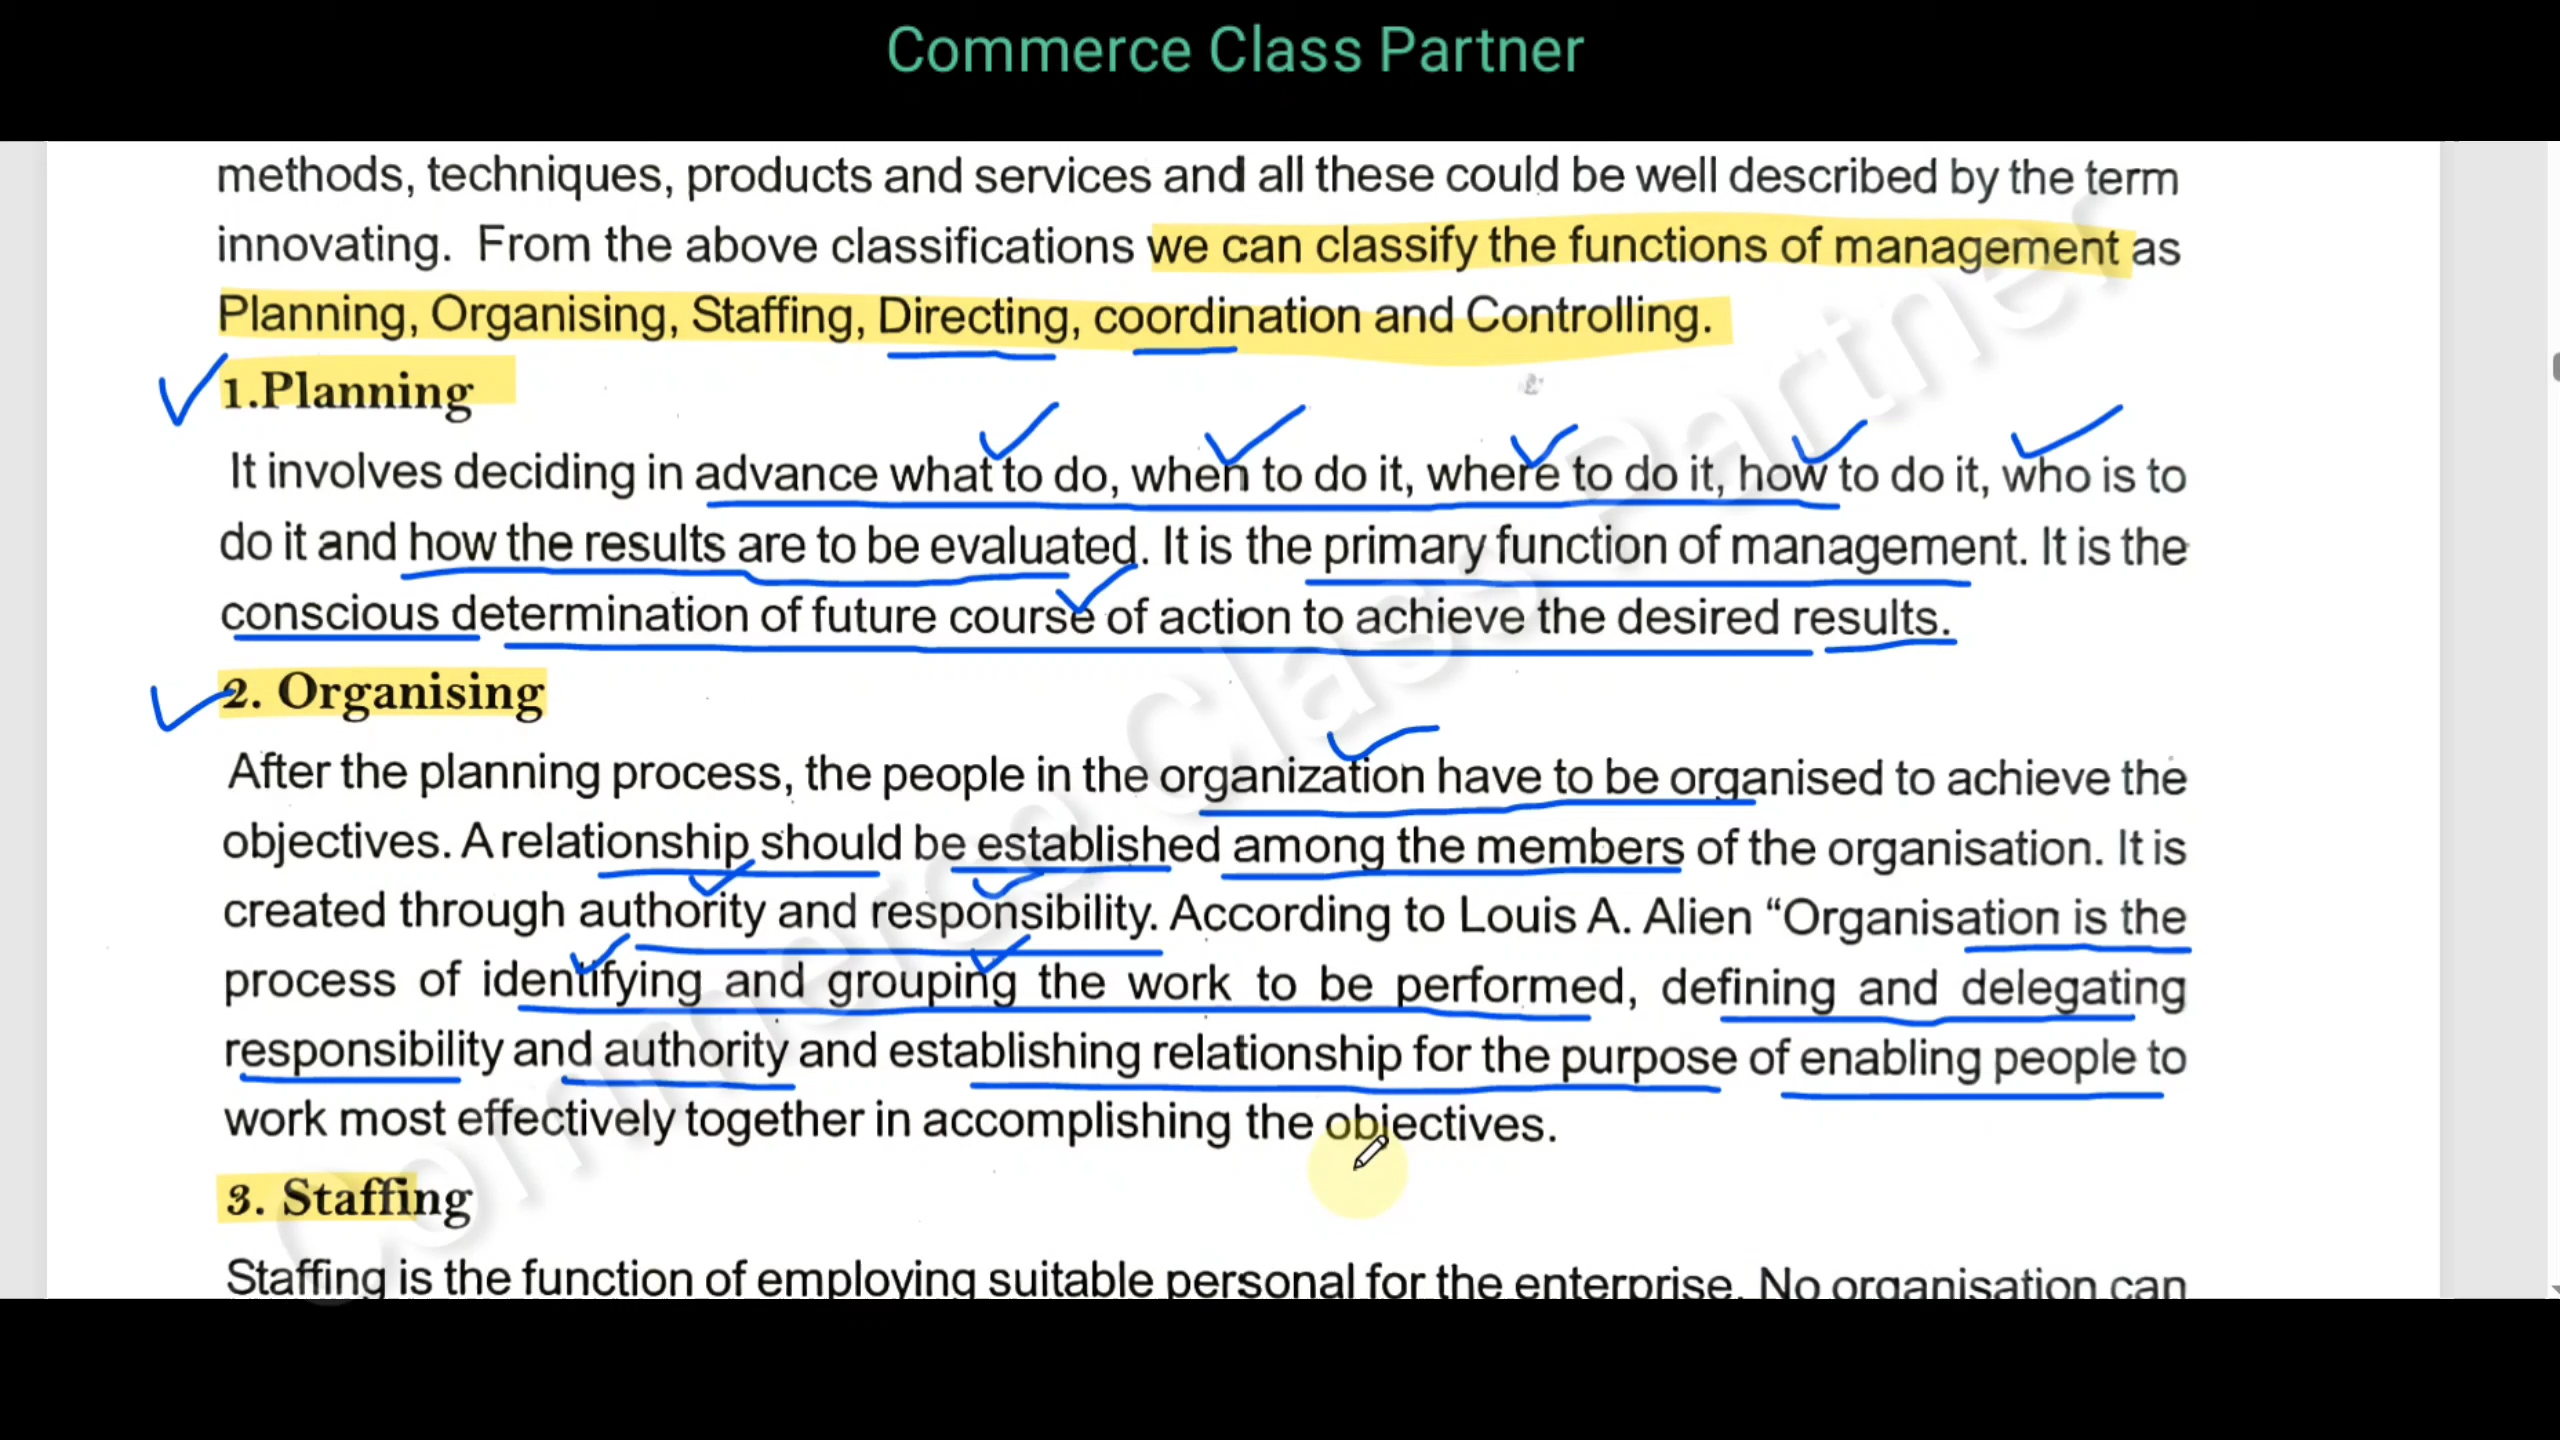 Commerce Class Partner
methods, techniques, products and services and all these could be well described by the term
innovating. From the above classifications we can classify the functions of management as
Planning, Organising, Staffing, Directing, coordination and Controlling.
1.Planning
It involves deciding in advance what to do, when to do it, where to do it, how to do it, who is to
do it and how the results are to be evaluated. It is the primary function of management. It is the
conscious determination of future course of action to achieve the desired results.
2. Organising
After the planning process, the people in the organization have to be organised to achieve the
objectives. A relationship should be established among the members of the organisation. It is
created through authority and responsibility. According to Louis A. Alien “Organisation is the
process of identifying and grouping the work to be performed, defining and delegating
responsibility and authority and establishing relationship for the purpose of enabling people to
work most effectively together in accomplishing the objectives.
3. Staffing
Staffing is the function of employing suitable personal for the enterprise. No organisation can
Commerce Class Partner